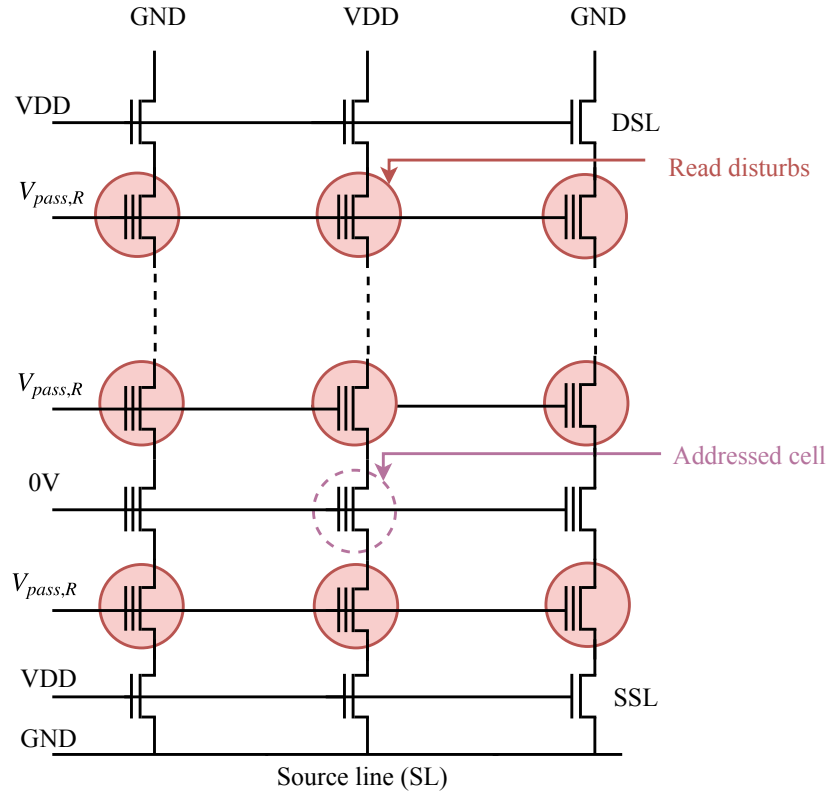 GND VDD GND
VDD
DSL
Read disturbs
V_{pass,R}
V_{pass,R}
Addressed cell
0V
V_{pass,R}
VDD
SSL
GND
Source line (SL)